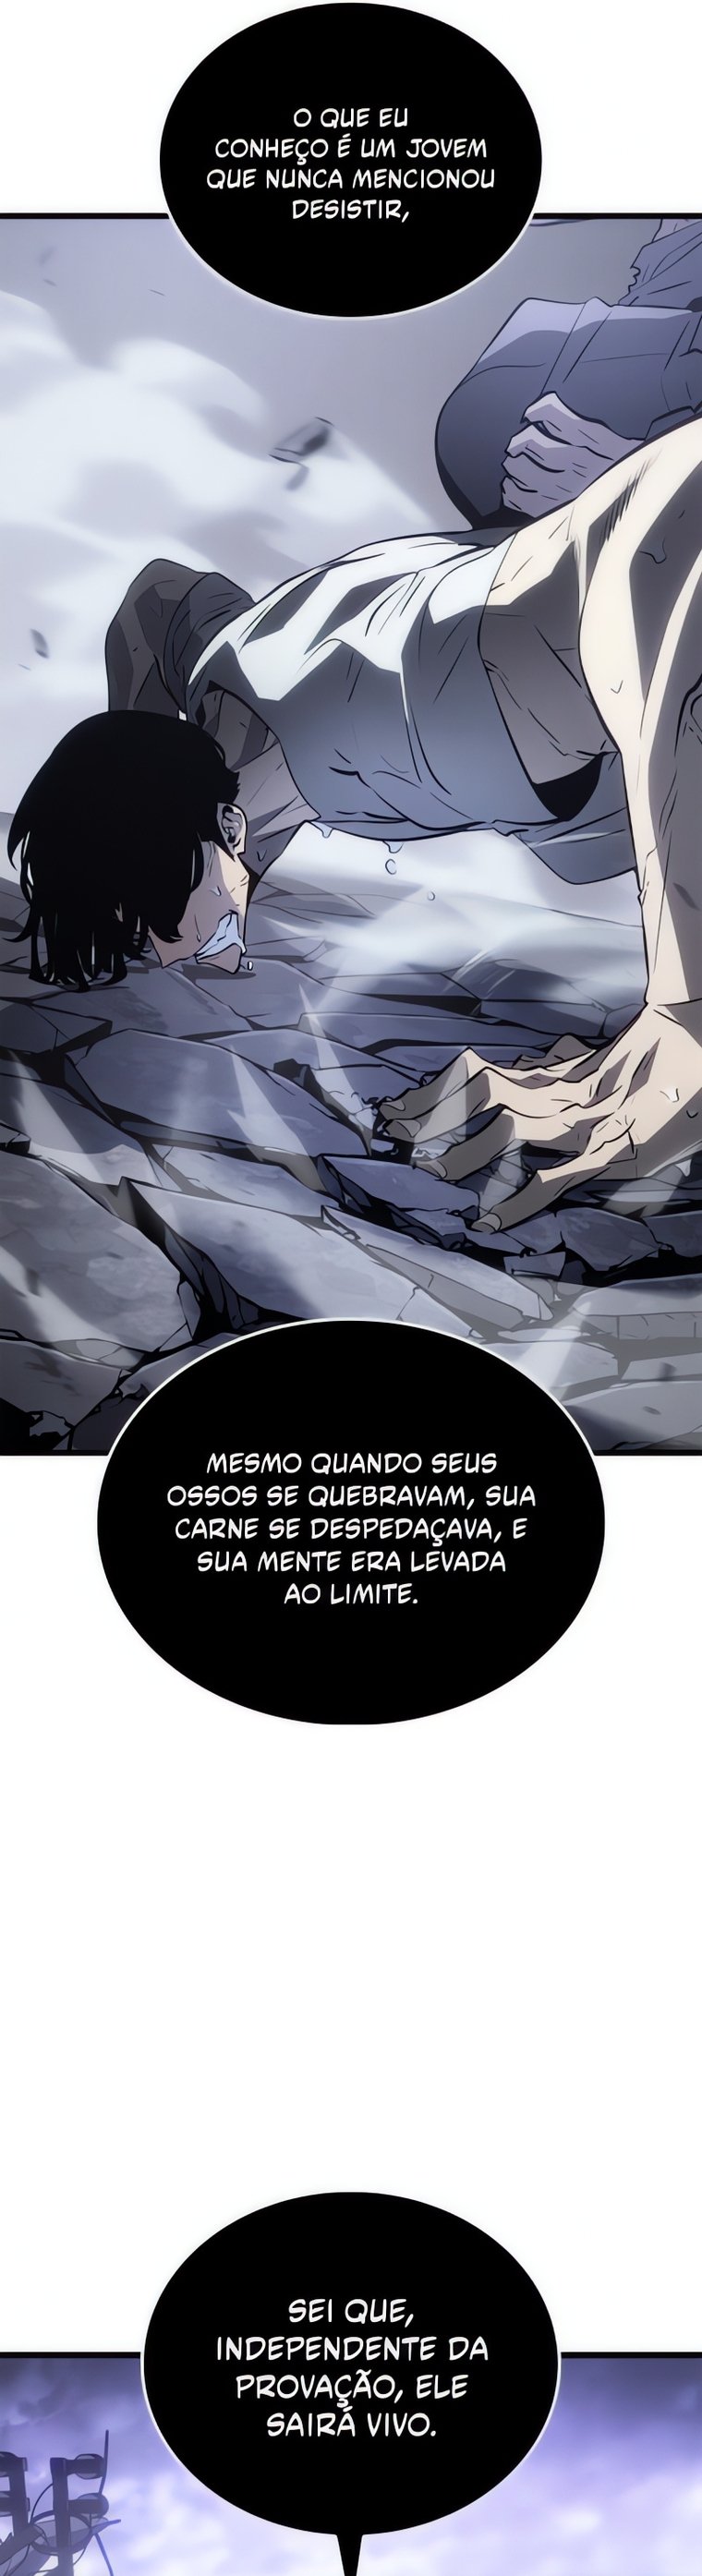 O QUE EU
CONHEÇO É UM JOVEM
QUE NUNCA MENCIONOU
DESISTIR,
MESMO QUANDO SEUS
OSSOS SE QUEBRAVAM, SUA
CARNE SE DESPEDAÇAVA, E
SUA MENTE ERA LEVADA
AO LIMITE.
SEI QUE,
INDEPENDENTE DA
PROVAÇÃO, ELE
SAIRÁ VIVO.